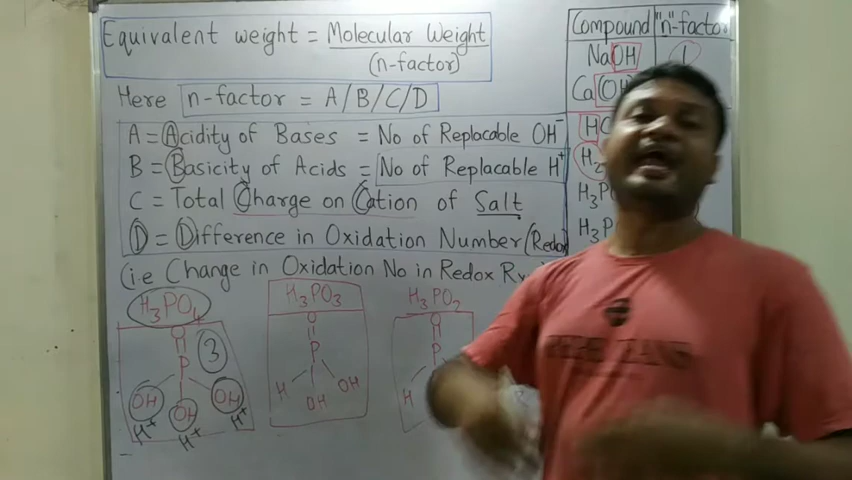 Equivalent weight = Molecular Weight
(n-factor)
Here n-factor = A/B/C/D
A = Acidity of Bases = No of Replacable OH⁻
B = Basicity of Acids = No of Replacable H⁺
C = Total Charge on Cation of Salt
D = Difference in Oxidation Number (Redox
(i.e Change in Oxidation No in Redox Rx
Compound "n"-factor
NaOH 1
Ca(OH
H
H₂
H₃P
H₃P
H₃PO₄
O
P
3
OH OH OH
H⁺ H⁺ H⁺
H₃PO₃
O
P
H OH OH
H₃PO₂
O
P
H